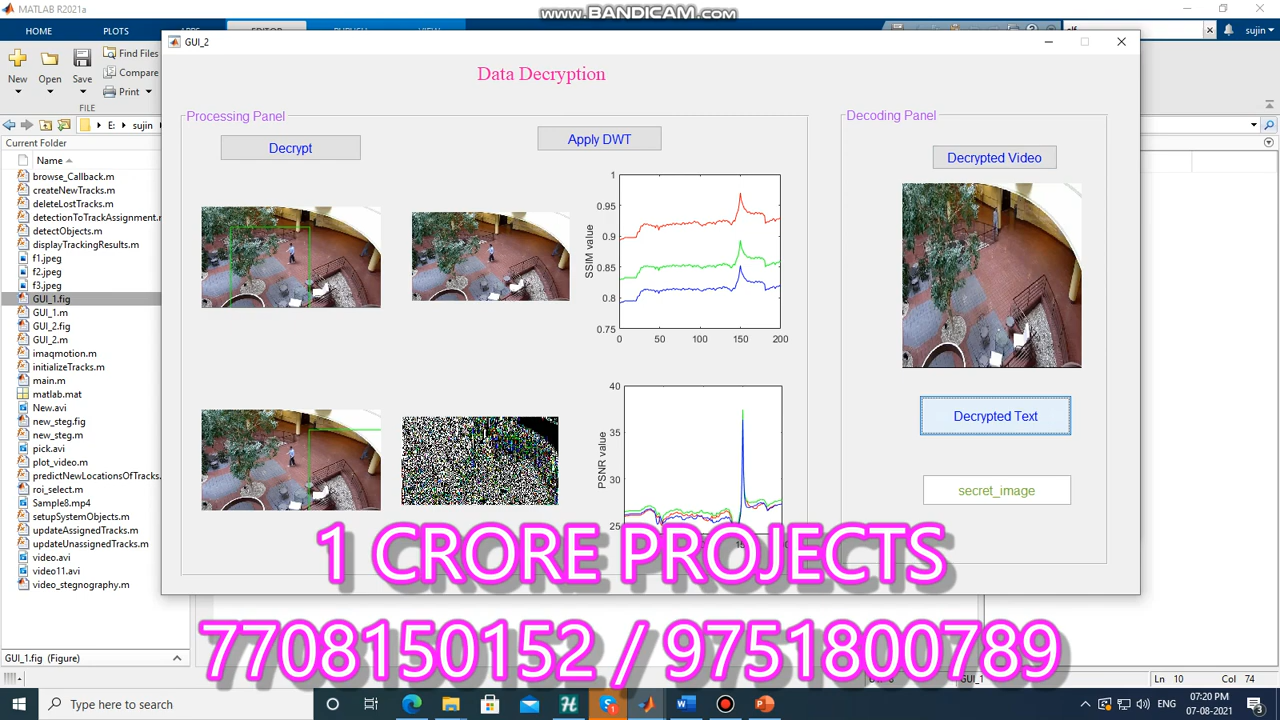 MATLAB R2021a
www.BANDICAM.com
HOME
PLOTS
sujin
New
Open
Save
Find Files
Compare
Print
FILE
E:
sujin
Current Folder
Name
browse_Callback.m
createNewTracks.m
deleteLostTracks.m
detectionToTrackAssignment.m
detectObjects.m
displayTrackingResults.m
f1.jpeg
f2.jpeg
f3.jpeg
GUI_1.fig
GUI_1.m
GUI_2.fig
GUI_2.m
imaqmotion.m
initializeTracks.m
main.m
matlab.mat
New.avi
new_steg.fig
new_steg.m
pick.avi
plot_video.m
predictNewLocationsOfTracks.
roi_select.m
Sample8.mp4
setupSystemObjects.m
updateAssignedTracks.m
updateUnassignedTracks.m
video.avi
video11.avi
video_stegnography.m
GUI_1.fig (Figure)
GUI_2
Data Decryption
Processing Panel
Decrypt
Apply DWT
SSIM value
1
0.95
0.9
0.85
0.8
0.75
0 50 100 150 200
PSNR value
40
35
30
25
Decoding Panel
Decrypted Video
Decrypted Text
secret_image
1 CRORE PROJECTS
7708150152 / 9751800789
GUI_1
Ln 10 Col 74
Type here to search
ENG
07:20 PM
07-08-2021